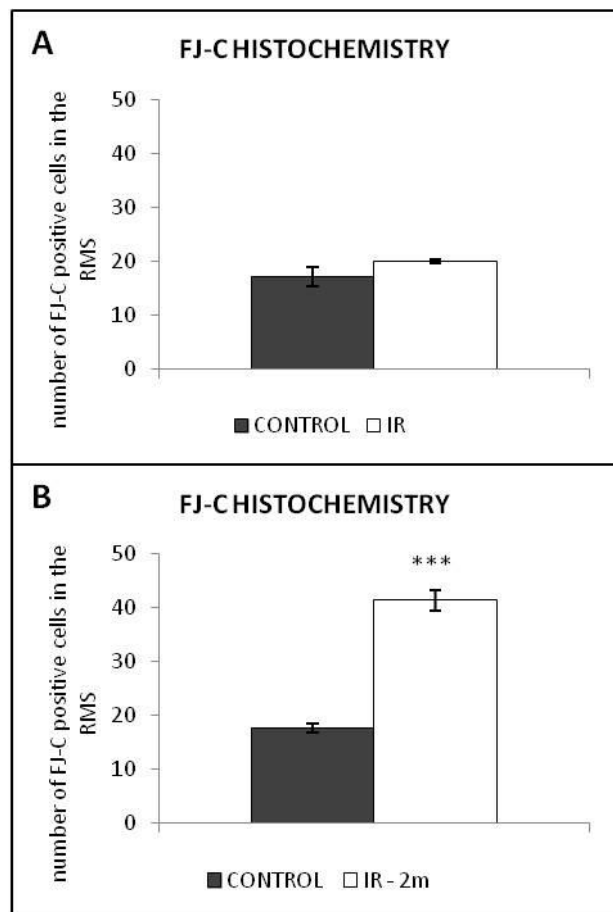 A
FJ-C HISTOCHEMISTRY
number of FJ-C positive cells in the
RMS
50
40
30
20
10
0
CONTROL IR
B
FJ-C HISTOCHEMISTRY
number of FJ-C positive cells in the
RMS
50
40
30
20
10
0
***
CONTROL IR - 2m